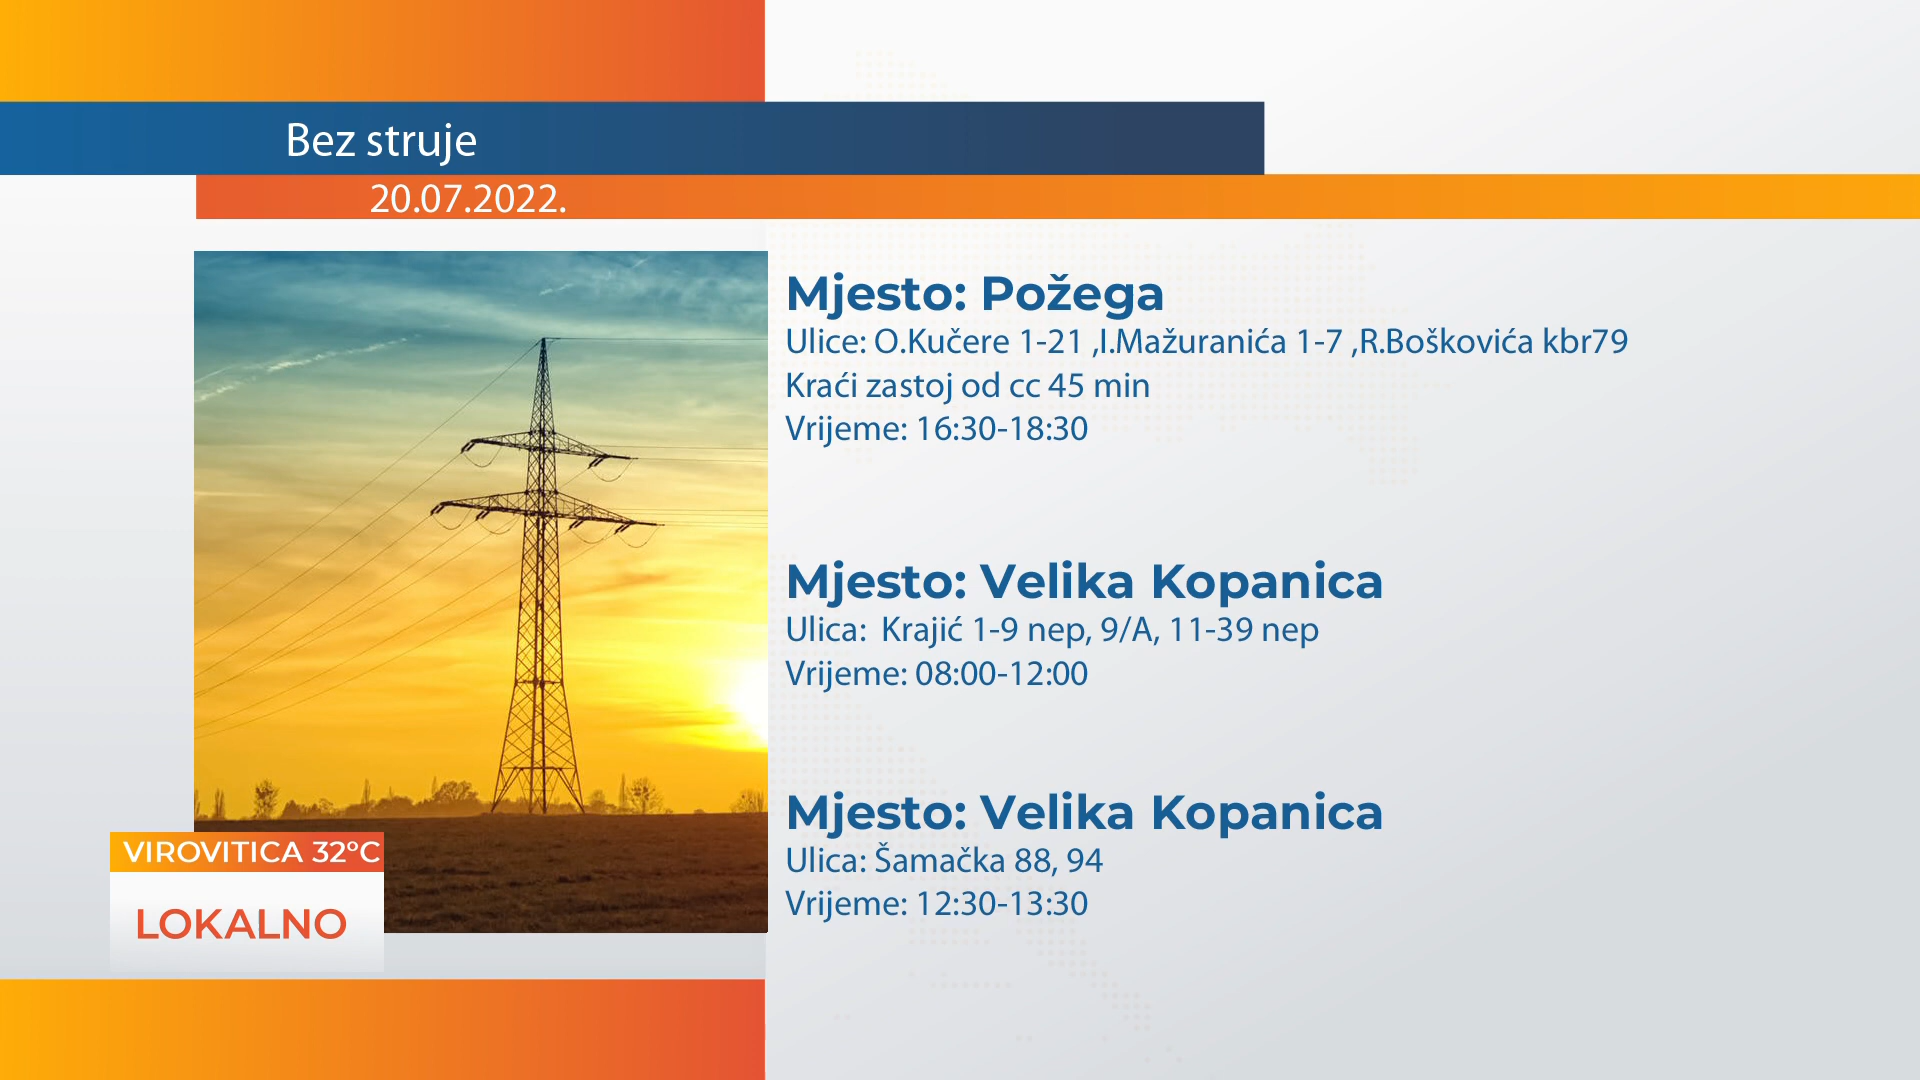 Bez struje
20.07.2022.
Mjesto: Požega
Ulice: O.Kučere 1-21 ,I.Mažuranića 1-7 ,R.Boškovića kbr79
Kraći zastoj od cc 45 min
Vrijeme: 16:30-18:30
Mjesto: Velika Kopanica
Ulica:  Krajić 1-9 nep, 9/A, 11-39 nep
Vrijeme: 08:00-12:00
Mjesto: Velika Kopanica
Ulica: Šamačka 88, 94
Vrijeme: 12:30-13:30
VIROVITICA 32ºC
LOKALNO